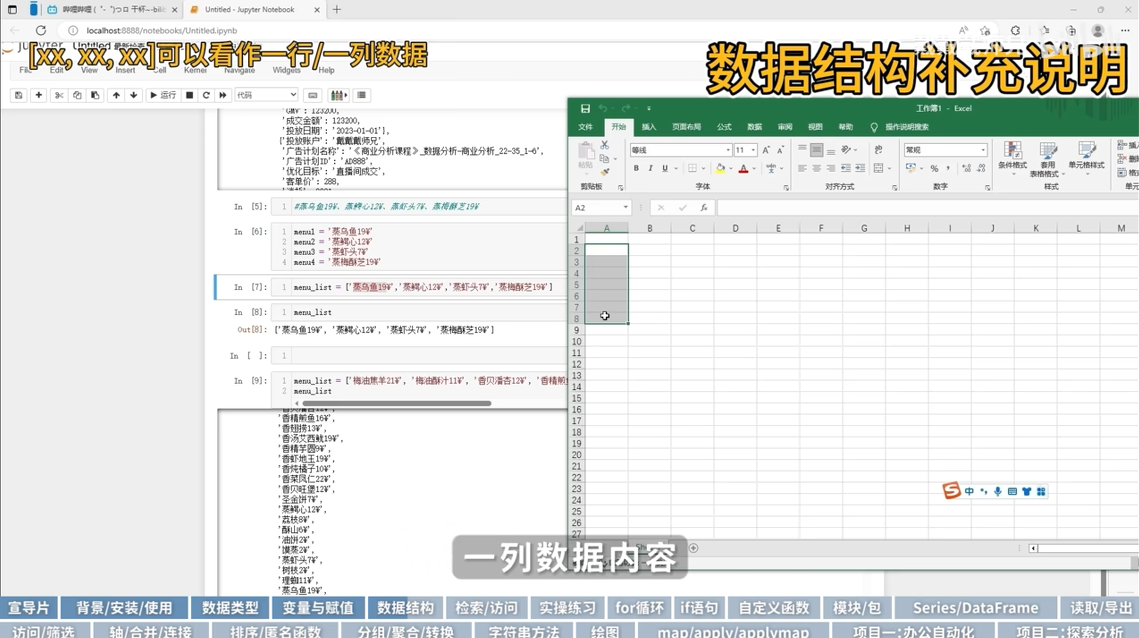 哔哩哔哩 (゜-゜)つロ 干杯~-bili
Untitled - Jupyter Notebook
localhost:8888/notebooks/Untitled.ipynb
[xx, xx, xx]可以看作一行/一列数据
数据结构补充说明
File Edit View Insert Cell Kernel Navigate Widgets Help
运行
代码
'GMV': 123200,
'成交金额': 123200,
'投放日期': '2023-01-01'},
{'投放账户': '戴戴戴师兄',
'广告计划名称': '《商业分析课程》_数据分析-商业分析_22-35_1-6',
'广告计划ID': 'AD888',
'优化目标': '直播间成交',
'客单价': 288,
In [5]: 1 #蒸乌鱼19¥、蒸鳄心12¥、蒸虾头7¥、蒸梅酥芝19¥
In [6]: 1 menu1 = '蒸乌鱼19¥'
2 menu2 = '蒸鳄心12¥'
3 menu3 = '蒸虾头7¥'
4 menu4 = '蒸梅酥芝19¥'
In [7]: 1 menu_list = ['蒸乌鱼19¥','蒸鳄心12¥','蒸虾头7¥','蒸梅酥芝19¥']
In [8]: 1 menu_list
Out[8]: ['蒸乌鱼19¥', '蒸鳄心12¥', '蒸虾头7¥', '蒸梅酥芝19¥']
In [ ]: 1
In [9]: 1 menu_list = ['梅油熊羊21¥', '梅油酥汁11¥', '香贝潘杏12¥', '香精煎
2 menu_list
'香精煎鱼16¥',
'香翅捞13¥',
'香汤艾西鱿19¥',
'香精芋圆9¥',
'香虾地王19¥',
'香炖橘子10¥',
'香菜凤仁22¥',
'香贝旺堡12¥',
'圣金饼7¥',
'蒸鳄心12¥',
'荔枝8¥',
'酥山6¥',
'油饼2¥',
'馍蒸2¥',
'蒸虾头7¥',
'树枝2¥',
'理蝴11¥',
'蒸乌鱼19¥',
工作簿1 - Excel
文件 开始 插入 页面布局 公式 数据 审阅 视图 帮助 操作说明搜索
粘贴
等线 11
B I U
常规
条件格式 套用表格格式 单元格样式
插入
剪贴板 字体 对齐方式 数字 样式
A2 fx
A B C D E F G H I J K L M
1
2
3
4
5
6
7
8
9
10
11
12
13
14
15
16
17
18
19
20
21
22
23
24
25
26
27
中
一列数据内容
宣导片 背景/安装/使用 数据类型 变量与赋值 数据结构 检索/访问 实操练习 for循环 if语句 自定义函数 模块/包 Series/DataFrame 读取/导出
访问/筛选 轴/合并/连接 排序/匿名函数 分组/聚合/转换 字符串方法 绘图 map/apply/applymap 项目一:办公自动化 项目二:探索分析